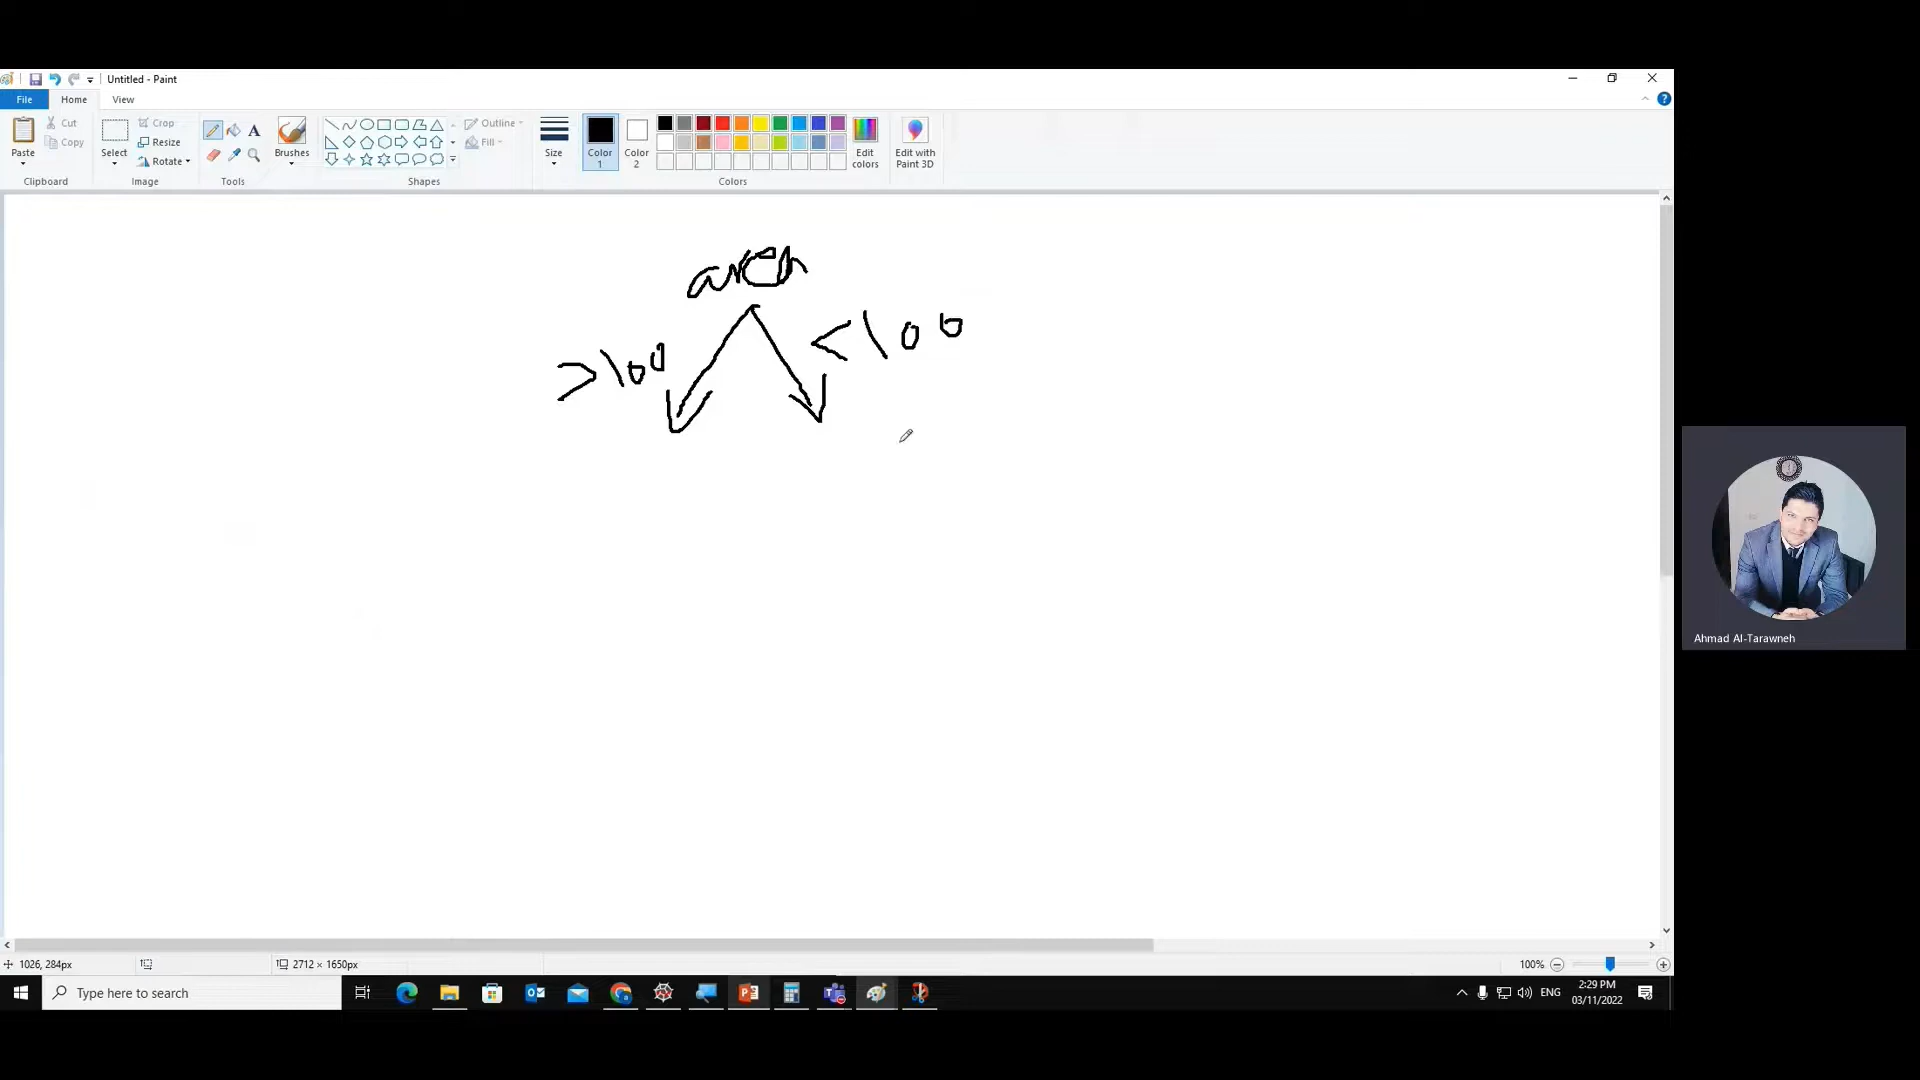 Untitled - Paint
File
Home
View
Paste
Cut
Copy
Clipboard
Select
Crop
Resize
Rotate
Image
Tools
Brushes
Shapes
Outline
Fill
Size
Color
1
Color
2
Colors
Edit
colors
Edit with
Paint 3D
area
>100
<100
Ahmad Al-Tarawneh
1026, 284px
2712 × 1650px
100%
Type here to search
ENG
2:29 PM
03/11/2022